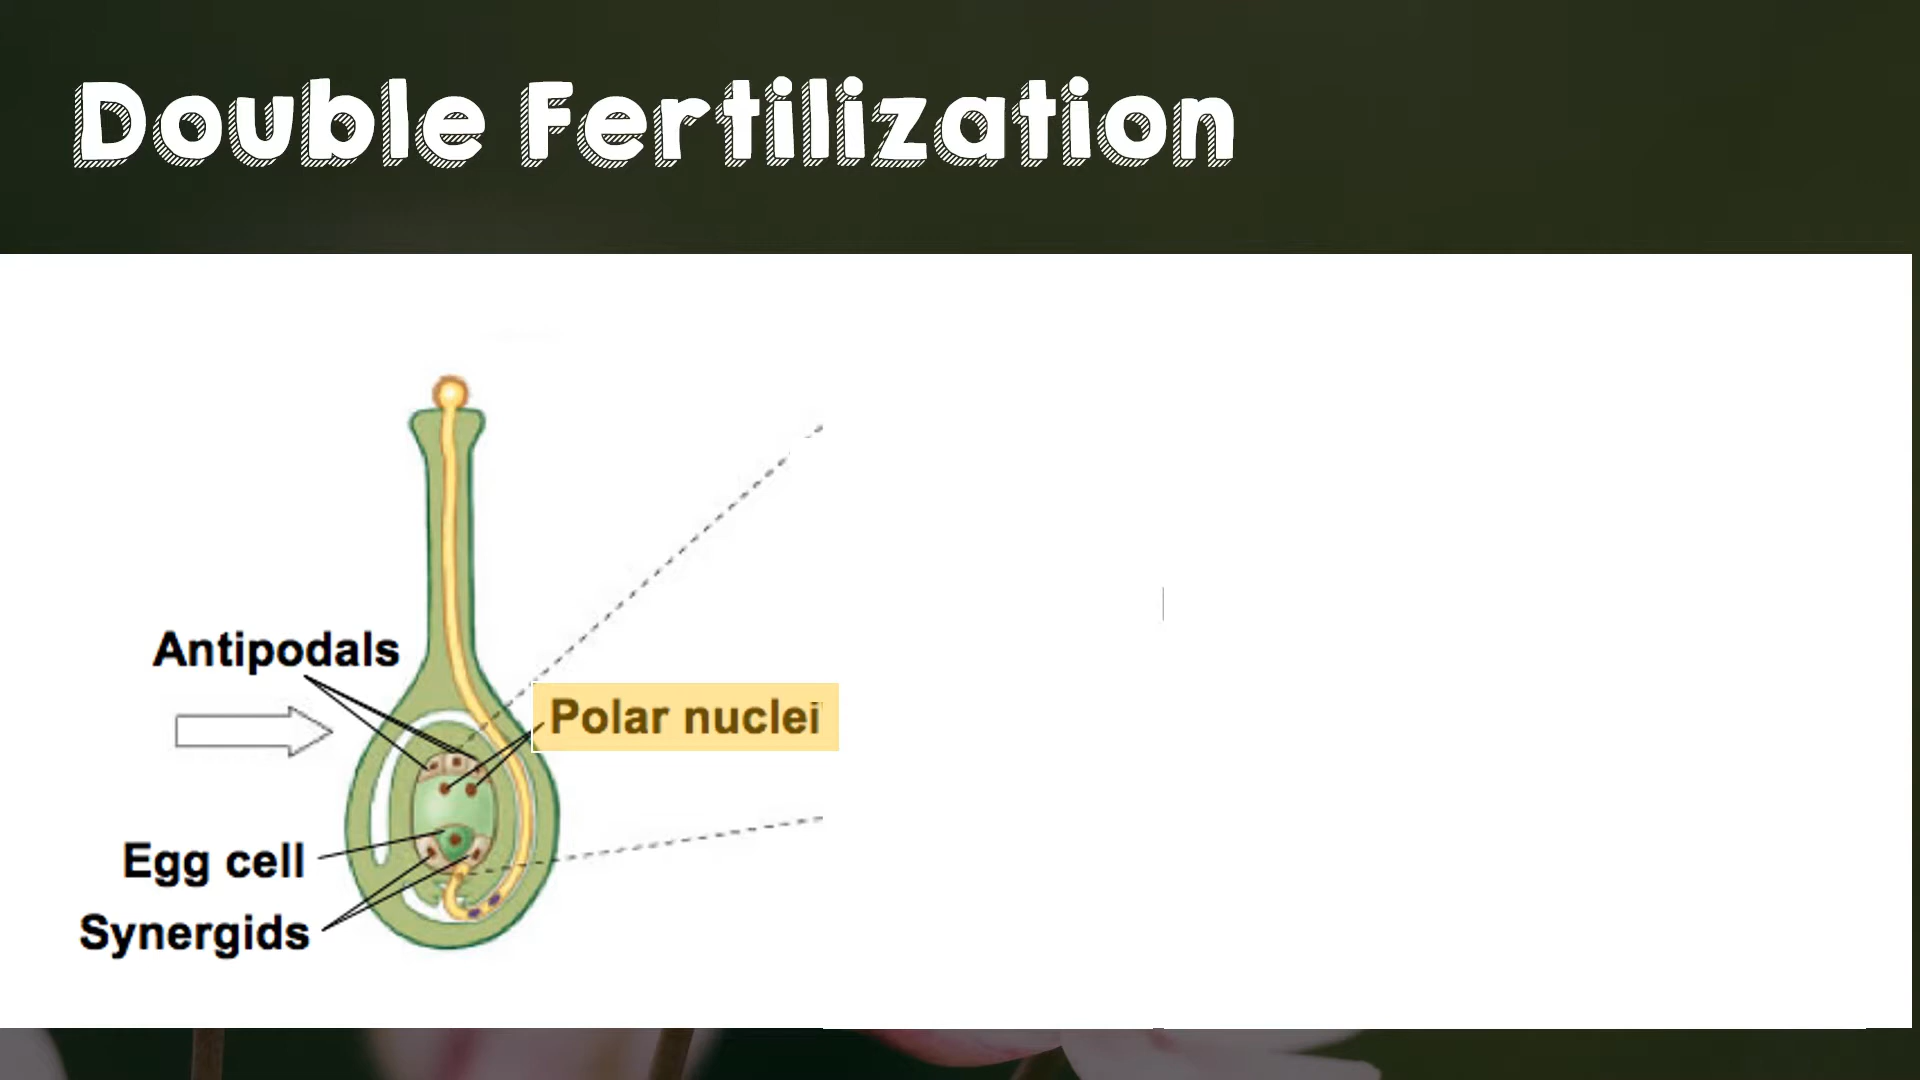 Double Fertilization
Antipodals
Polar nuclei
Egg cell
Synergids